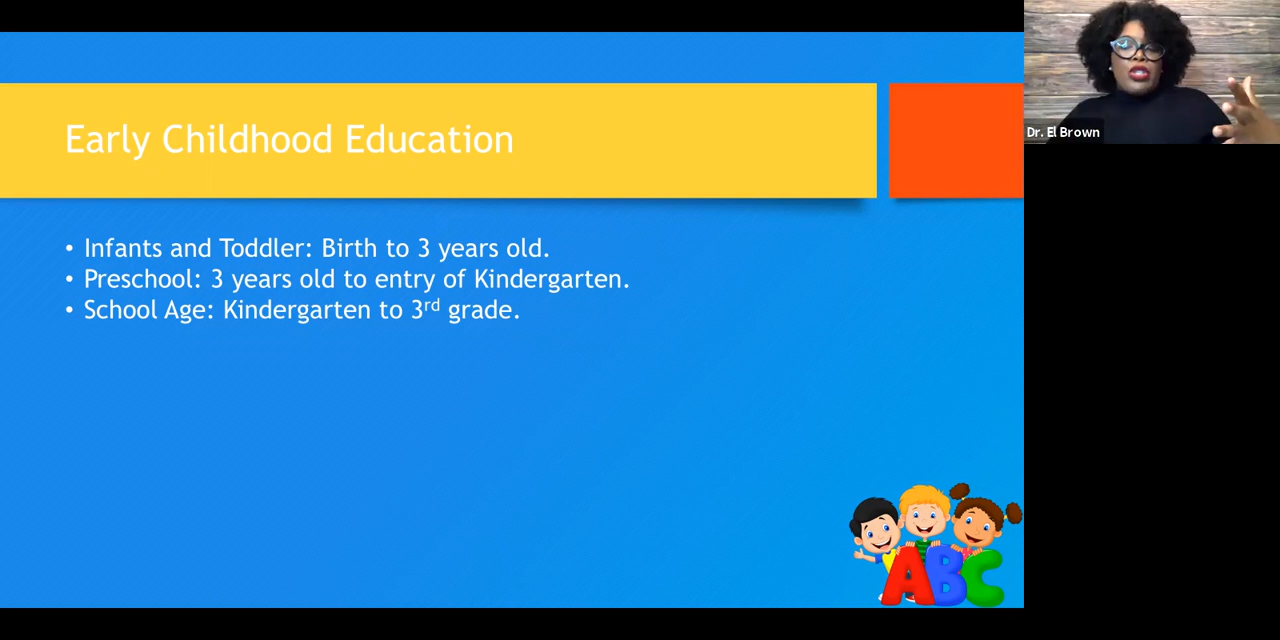 Early Childhood Education
• Infants and Toddler: Birth to 3 years old.
• Preschool: 3 years old to entry of Kindergarten.
• School Age: Kindergarten to 3rd grade.
ABC
Dr. El Brown